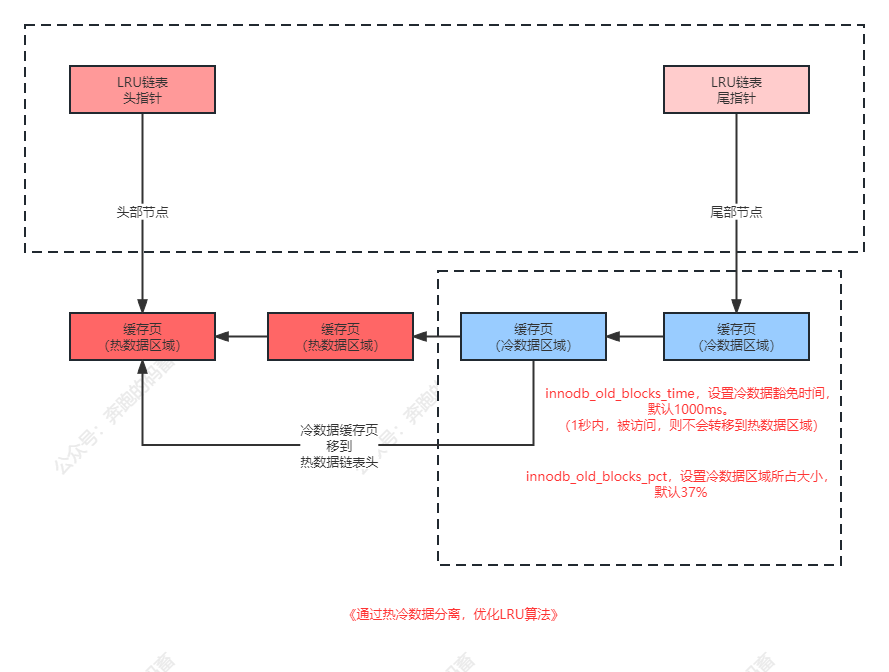 LRU链表
头指针
LRU链表
尾指针
头部节点
尾部节点
缓存页
（热数据区域）
缓存页
（热数据区域）
缓存页
（冷数据区域）
缓存页
（冷数据区域）
innodb_old_blocks_time，设置冷数据豁免时间，
默认1000ms。
（1秒内，被访问，则不会转移到热数据区域）
冷数据缓存页
移到
热数据链表头
innodb_old_blocks_pct，设置冷数据区域所占大小，
默认37%
《通过热冷数据分离，优化LRU算法》
公众号：奔跑的码畜